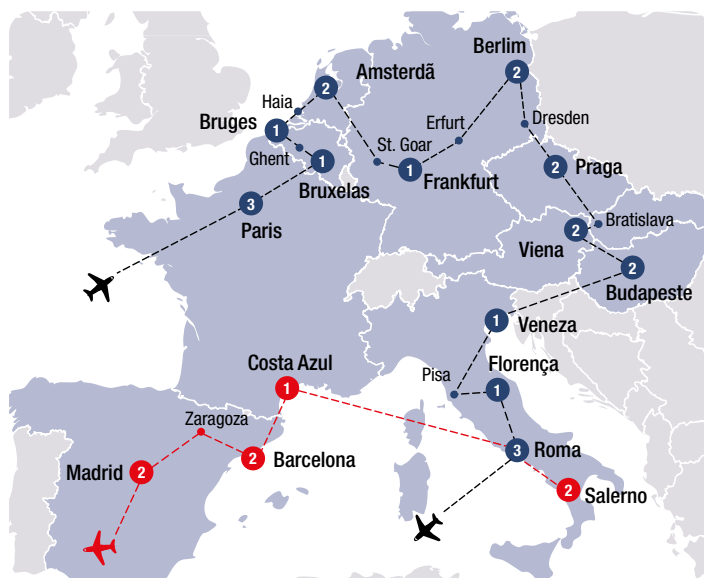 Berlim
2
Amsterdã
2
Haia
Bruges
1
Erfurt
Dresden
St. Goar
Ghent
1
Bruxelas
1
Frankfurt
2
Praga
3
Paris
Bratislava
2
Viena
2
Budapeste
1
Veneza
Costa Azul
1
Florença
Pisa
1
Zaragoza
Madrid
2
2
Barcelona
3
Roma
2
Salerno